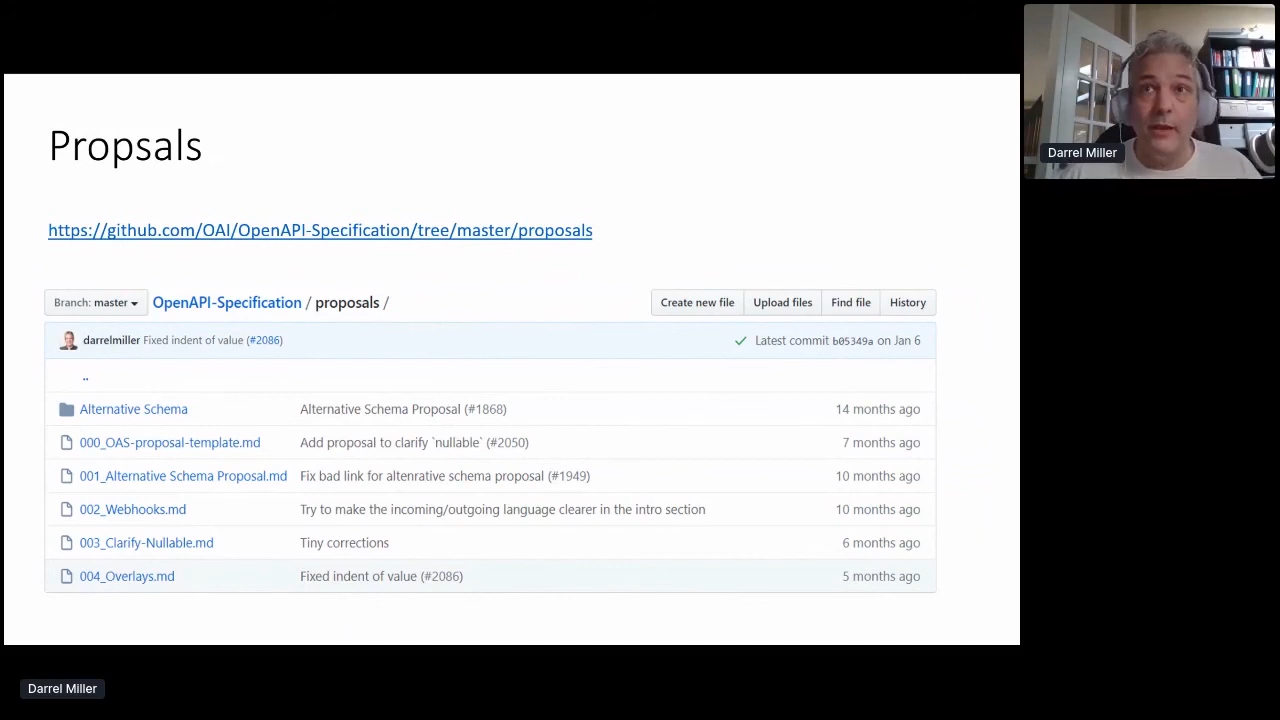 Propsals
https://github.com/OAI/OpenAPI-Specification/tree/master/proposals
Branch: master
OpenAPI-Specification / proposals /
Create new file Upload files Find file History
darrelmiller Fixed indent of value (#2086) Latest commit b05349a on Jan 6
..
Alternative Schema Alternative Schema Proposal (#1868) 14 months ago
000_OAS-proposal-template.md Add proposal to clarify `nullable` (#2050) 7 months ago
001_Alternative Schema Proposal.md Fix bad link for altenrative schema proposal (#1949) 10 months ago
002_Webhooks.md Try to make the incoming/outgoing language clearer in the intro section 10 months ago
003_Clarify-Nullable.md Tiny corrections 6 months ago
004_Overlays.md Fixed indent of value (#2086) 5 months ago
Darrel Miller
Darrel Miller